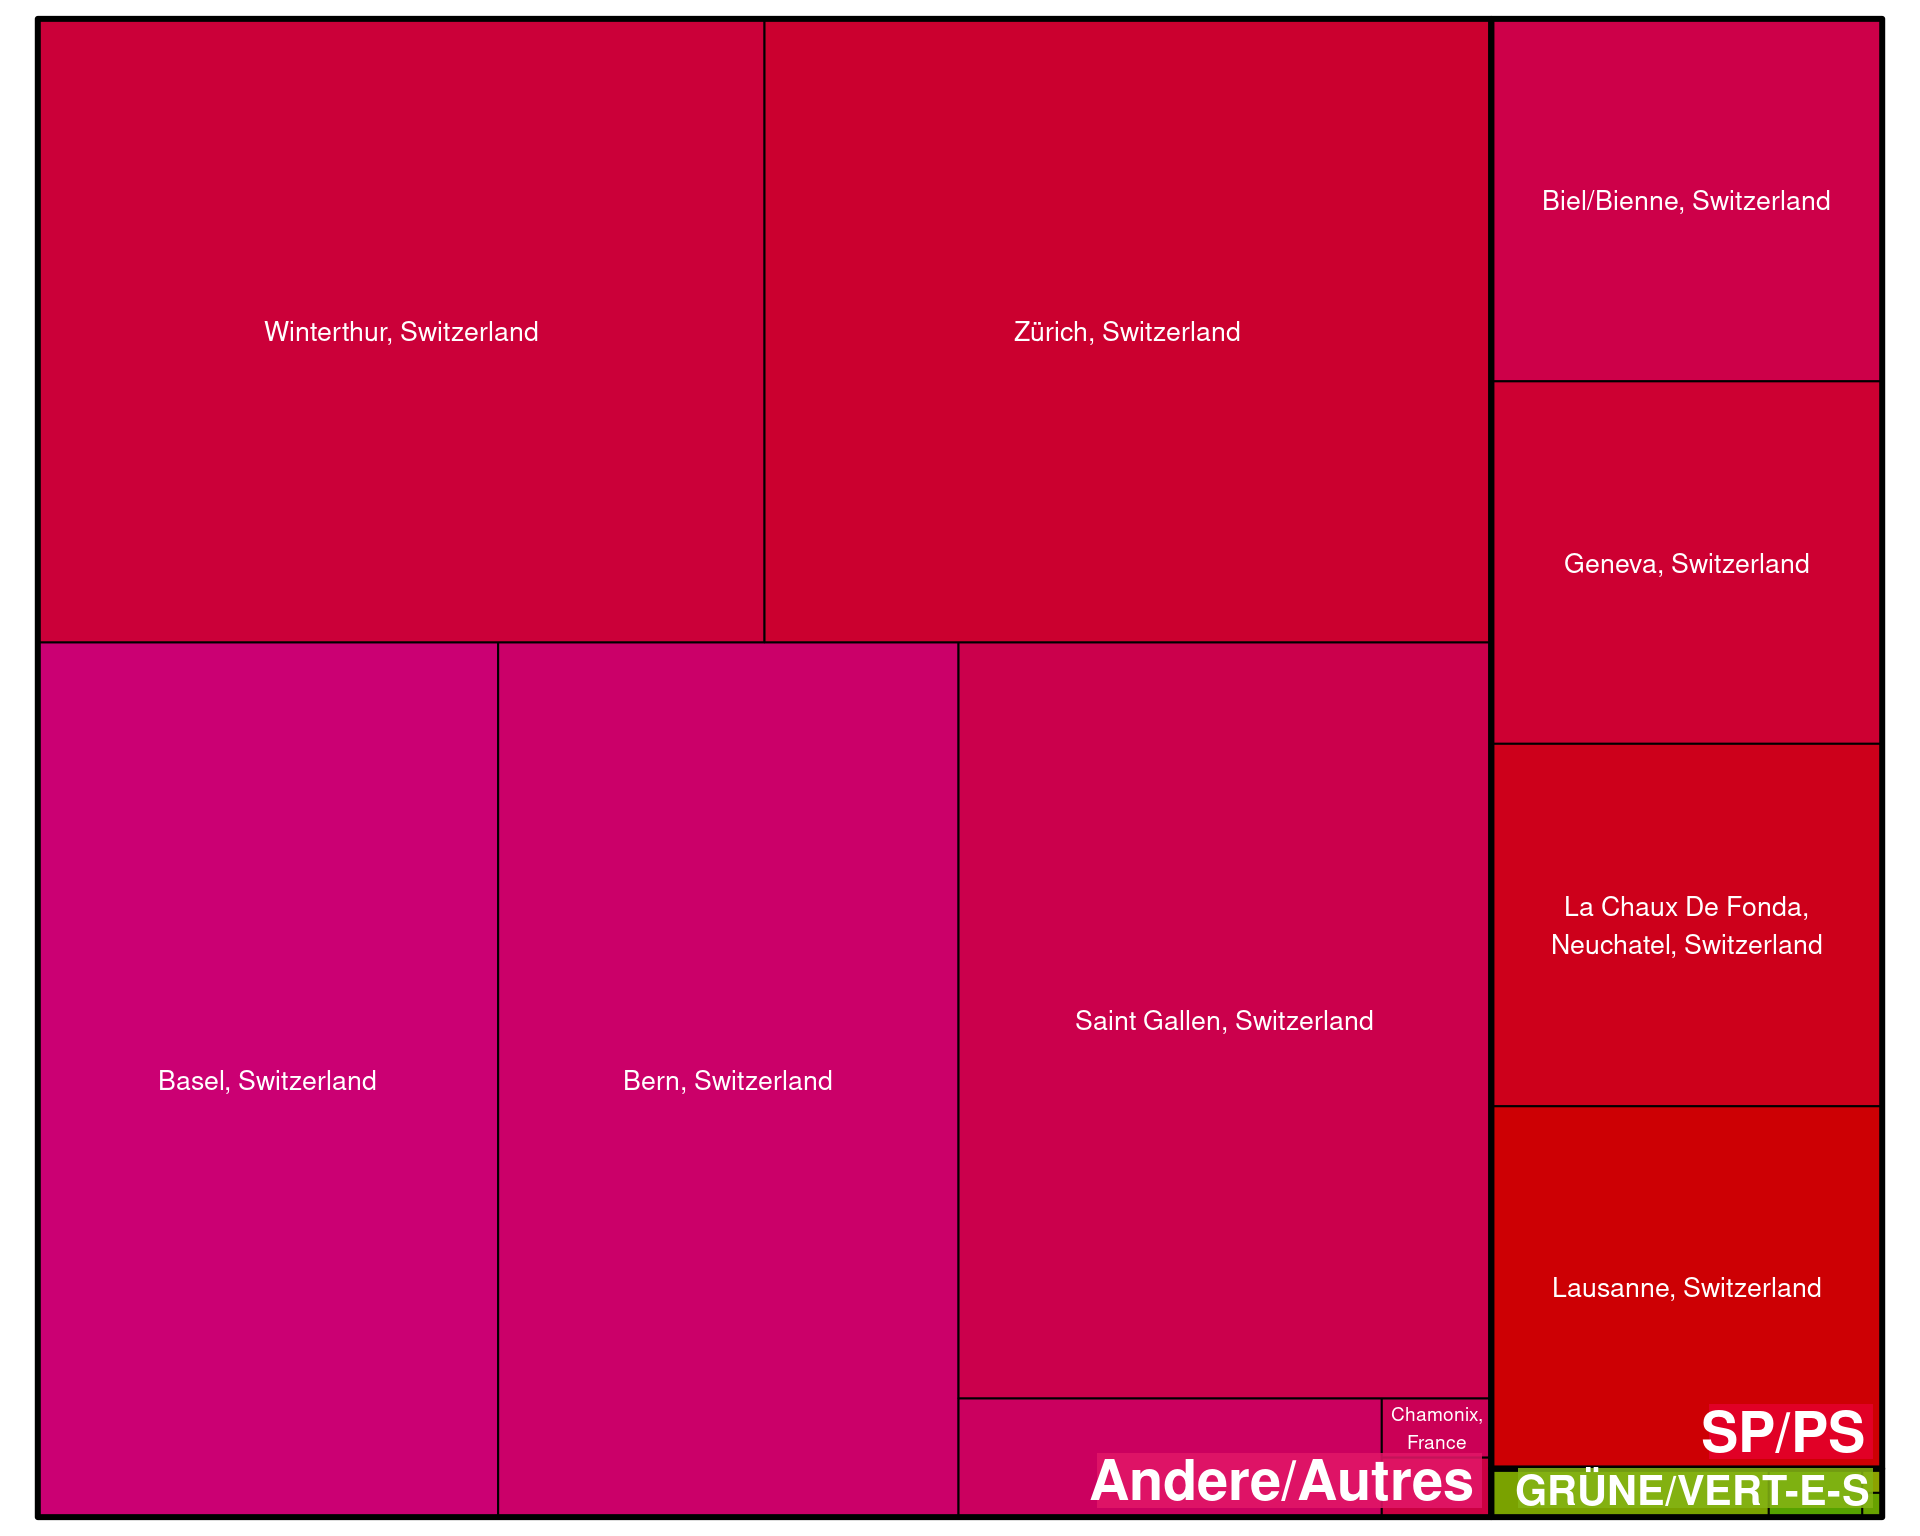 Winterthur, Switzerland
Zürich, Switzerland
Biel/Bienne, Switzerland
Geneva, Switzerland
La Chaux De Fonda,
Neuchatel, Switzerland
Basel, Switzerland
Bern, Switzerland
Saint Gallen, Switzerland
Lausanne, Switzerland
Chamonix,
France
Andere/Autres
SP/PS
GRÜNE/VERT-E-S